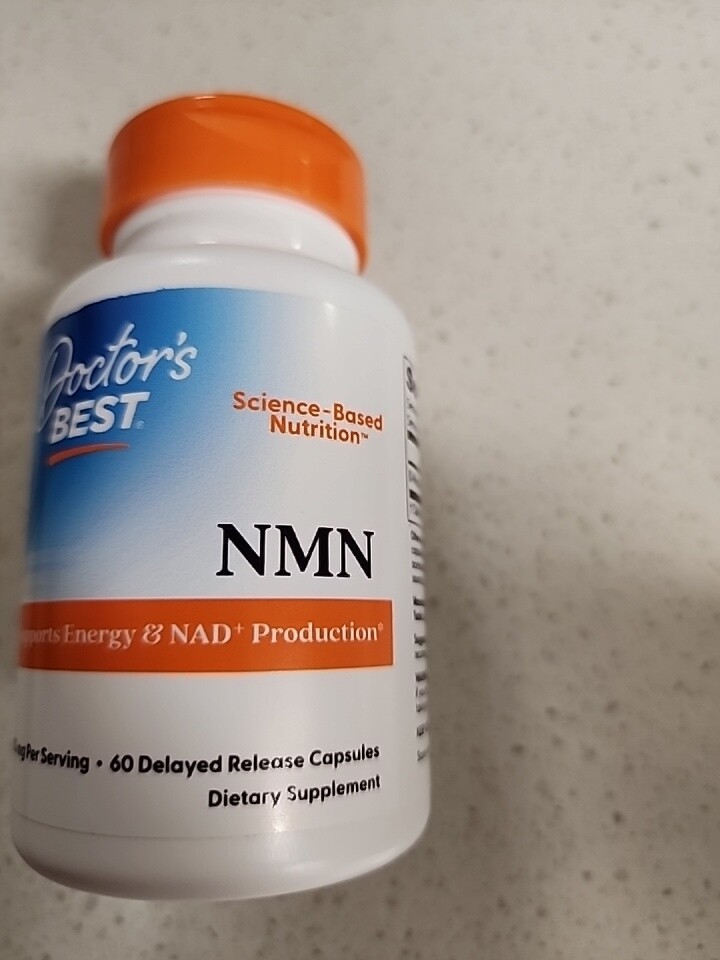 Doctor's
BEST®
Science-Based
Nutrition™
NMN
Energy & NAD+ Production*
Per Serving • 60 Delayed Release Capsules
Dietary Supplement